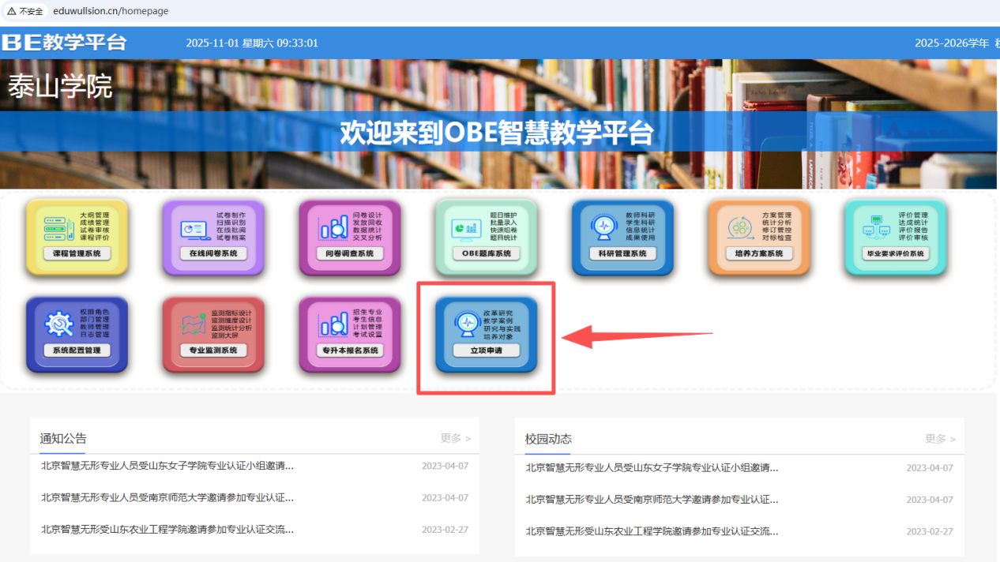 不安全 eduwullsion.cn/homepage
BE教学平台
2025-11-01 星期六 09:33:01
2025-2026学年
泰山学院
欢迎来到OBE智慧教学平台
大纲管理
成绩管理
试卷审核
课程评价
课程管理系统
试卷制作
扫描识别
在线批阅
试卷档案
在线阅卷系统
问卷设计
发放回收
数据统计
交叉分析
问卷调查系统
题目维护
批量录入
快速组卷
题目统计
OBE题库系统
教师科研
学生科研
信息统计
成果使用
科研管理系统
方案管理
统计分析
修订管控
对标检查
培养方案系统
评价管理
达成统计
评价报告
评价审核
毕业要求评价系统
权限角色
部门管理
教师管理
日志管理
系统配置管理
监测指标设计
监测维度设计
监测统计分析
监测大屏
专业监测系统
招生专业
考生信息
计划管理
考试设置
专升本报名系统
改革研究
教学案例
研究与实践
培养对象
立项申请
通知公告
更多 >
北京智慧无形专业人员受山东女子学院专业认证小组邀请...
2023-04-07
北京智慧无形专业人员受南京师范大学邀请参加专业认证...
2023-04-07
北京智慧无形受山东农业工程学院邀请参加专业认证交流...
2023-02-27
校园动态
更多 >
北京智慧无形专业人员受山东女子学院专业认证小组邀请...
2023-04-07
北京智慧无形专业人员受南京师范大学邀请参加专业认证...
2023-04-07
北京智慧无形受山东农业工程学院邀请参加专业认证交流...
2023-02-27